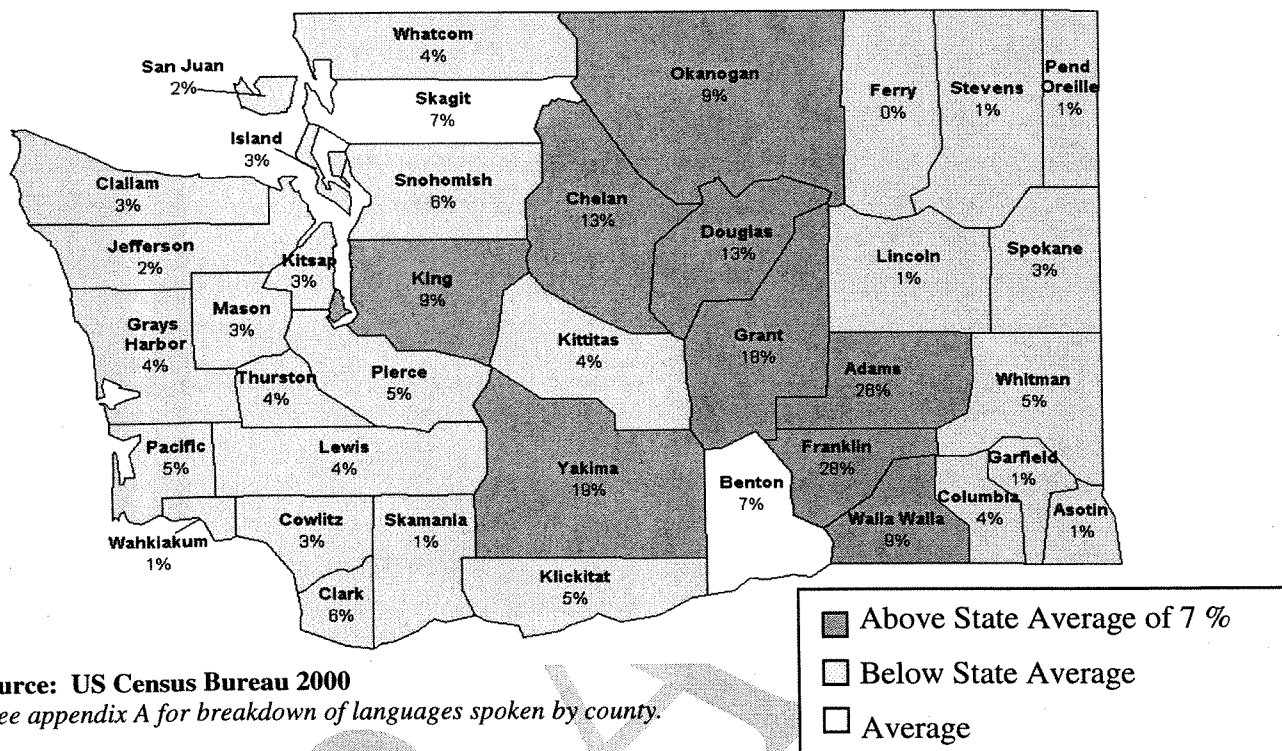 Whatcom
4%
San Juan
2%
Skagit
7%
Island
3%
Okanogan
9%
Ferry
0%
Stevens
1%
Pend
Oreille
1%
Clallam
3%
Snohomish
6%
Chelan
13%
Douglas
13%
Jefferson
2%
Kitsap
3%
King
9%
Lincoln
1%
Spokane
3%
Grays
Harbor
4%
Mason
3%
Kittitas
4%
Grant
18%
Adams
26%
Thurston
4%
Pierce
5%
Whitman
5%
Pacific
5%
Lewis
4%
Yakima
19%
Benton
7%
Franklin
28%
Garfield
1%
Columbia
4%
Asotin
1%
Walla Walla
9%
Wahkiakum
1%
Cowlitz
3%
Skamania
1%
Clark
6%
Klickitat
5%
Above State Average of 7 %
Below State Average
Average
urce: US Census Bureau 2000
ee appendix A for breakdown of languages spoken by county.